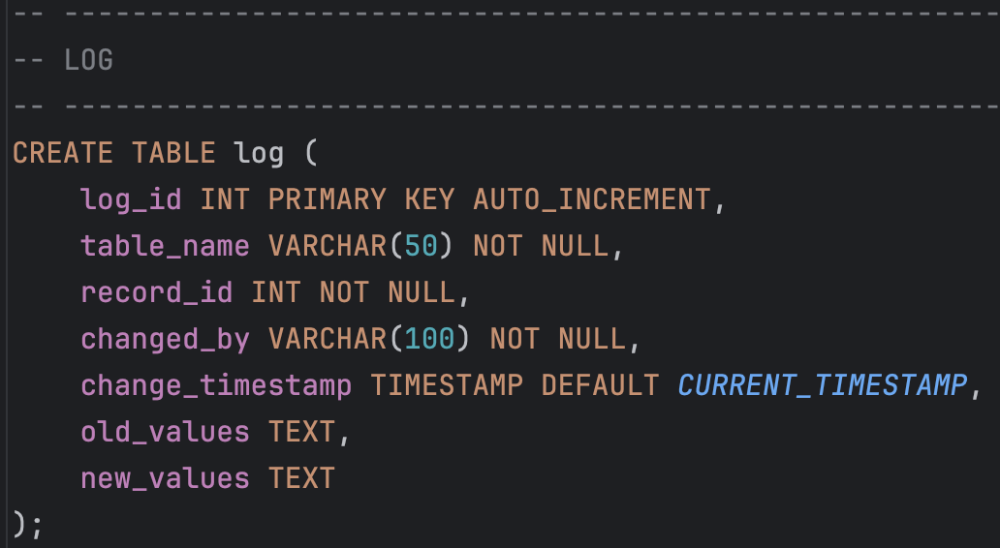 -- -------------------------------------------------------
-- LOG
-- -------------------------------------------------------
CREATE TABLE log (
    log_id INT PRIMARY KEY AUTO_INCREMENT,
    table_name VARCHAR(50) NOT NULL,
    record_id INT NOT NULL,
    changed_by VARCHAR(100) NOT NULL,
    change_timestamp TIMESTAMP DEFAULT CURRENT_TIMESTAMP,
    old_values TEXT,
    new_values TEXT
);